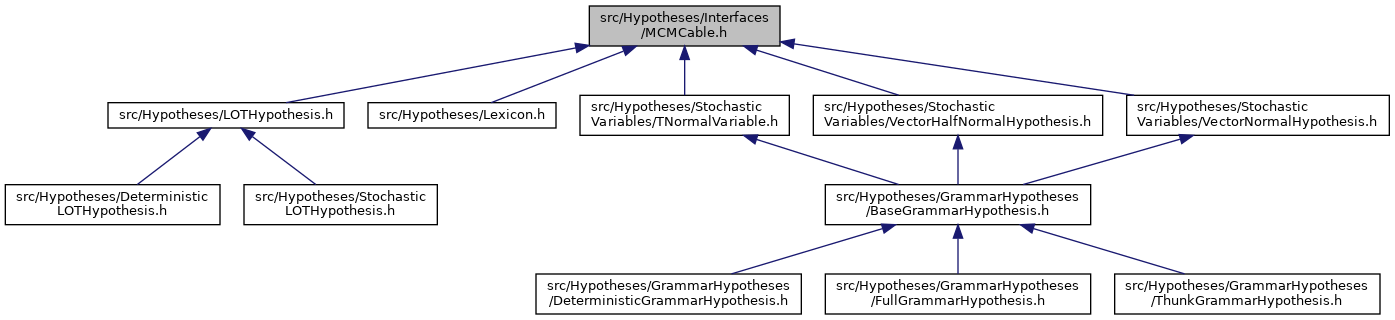 src/Hypotheses/Interfaces
/MCMCable.h
src/Hypotheses/LOTHypothesis.h
src/Hypotheses/Lexicon.h
src/Hypotheses/Stochastic
Variables/TNormalVariable.h
src/Hypotheses/Stochastic
Variables/VectorHalfNormalHypothesis.h
src/Hypotheses/Stochastic
Variables/VectorNormalHypothesis.h
src/Hypotheses/Deterministic
LOTHypothesis.h
src/Hypotheses/Stochastic
LOTHypothesis.h
src/Hypotheses/GrammarHypotheses
/BaseGrammarHypothesis.h
src/Hypotheses/GrammarHypotheses
/DeterministicGrammarHypothesis.h
src/Hypotheses/GrammarHypotheses
/FullGrammarHypothesis.h
src/Hypotheses/GrammarHypotheses
/ThunkGrammarHypothesis.h